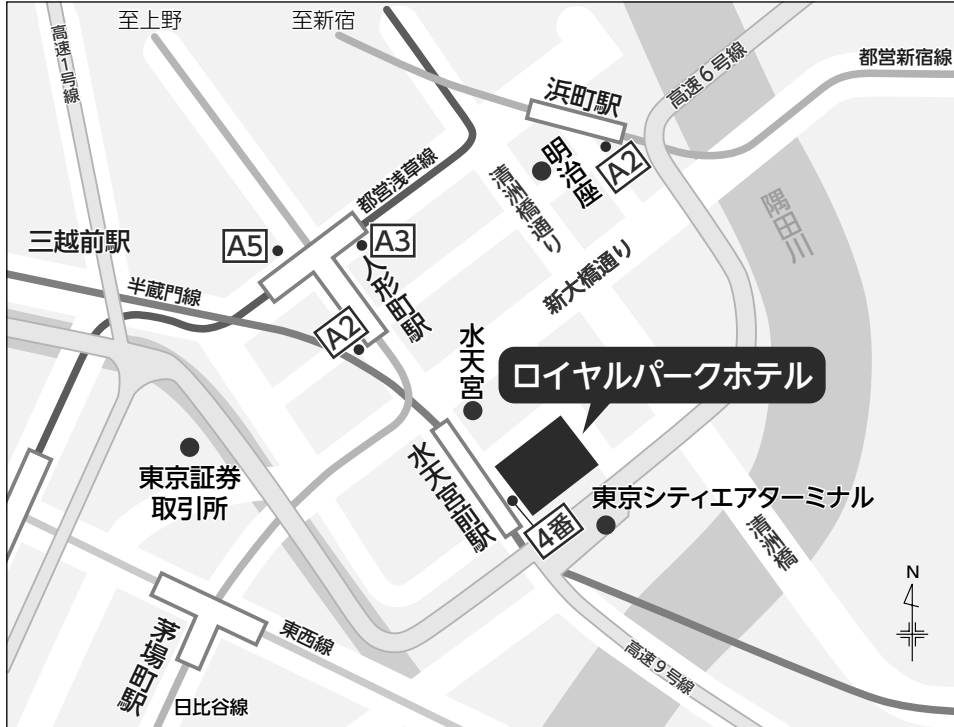 至上野
至新宿
高速1号線
高速6号線
都営新宿線
浜町駅
明治座
A2
都営浅草線
清洲橋通り
隅田川
三越前駅
A5
A3
人形町駅
新大橋通り
半蔵門線
A2
水天宮
ロイヤルパークホテル
東京証券
取引所
水天宮前駅
東京シティエアターミナル
4番
清洲橋
N
茅場町駅
東西線
高速9号線
日比谷線